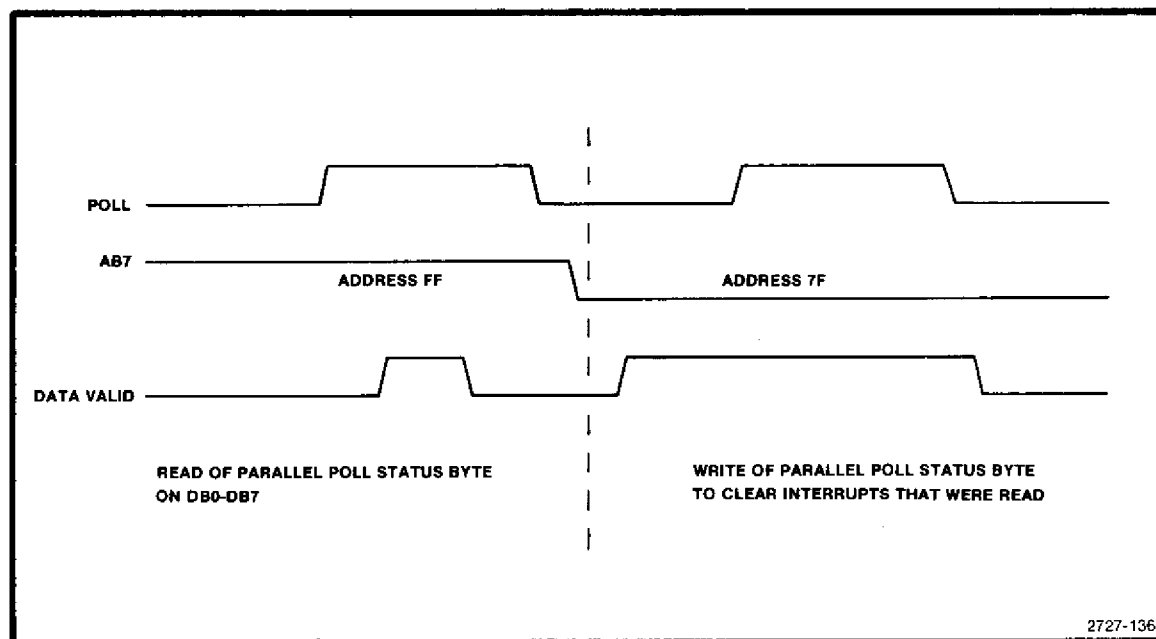 POLL
AB7
ADDRESS FF
ADDRESS 7F
DATA VALID
READ OF PARALLEL POLL STATUS BYTE
ON DB0-DB7
WRITE OF PARALLEL POLL STATUS BYTE
TO CLEAR INTERRUPTS THAT WERE READ
2727-136